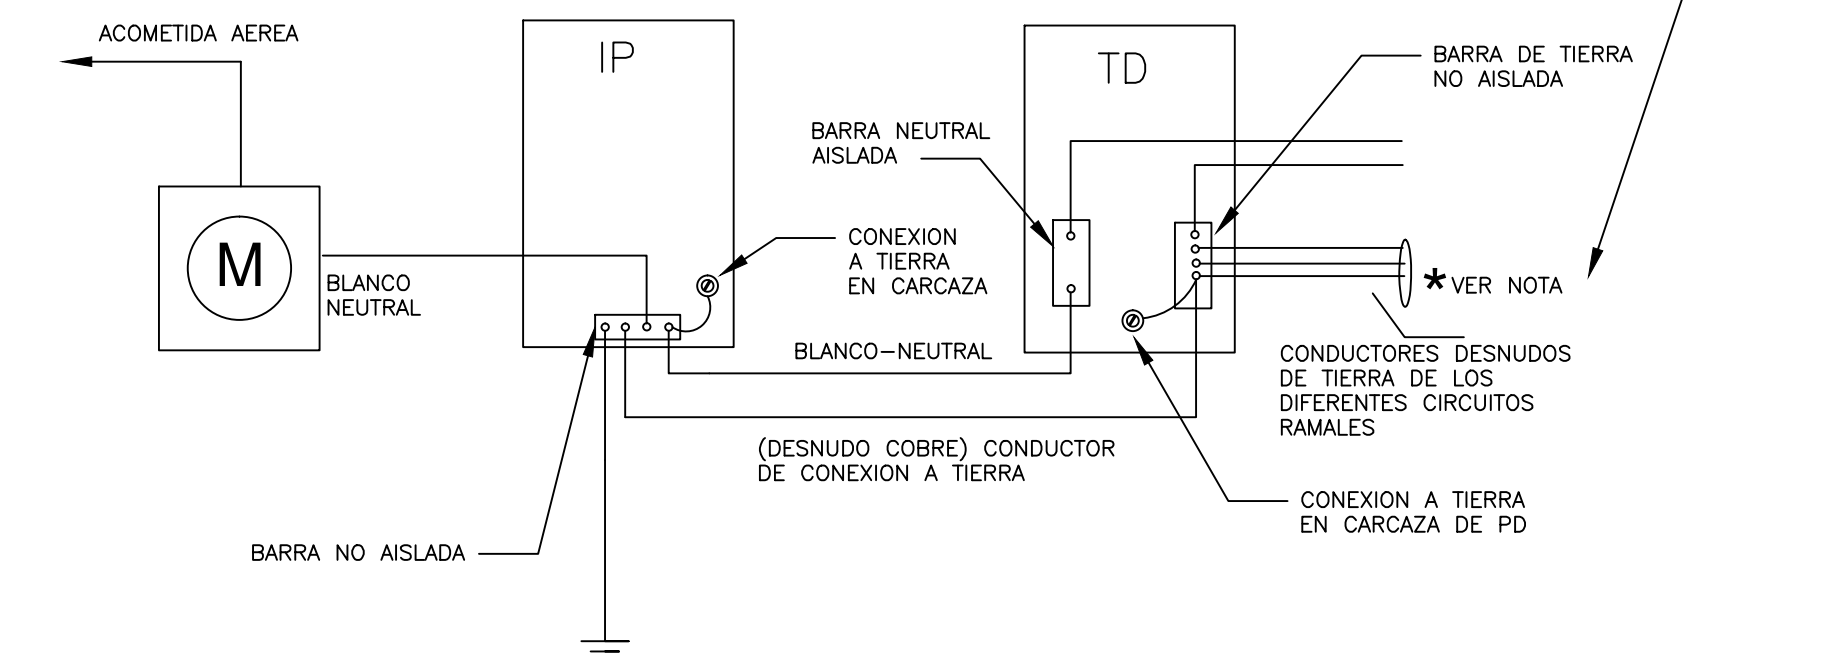 ACOMETIDA AEREA
IP
TD
BARRA DE TIERRA
NO AISLADA
BARRA NEUTRAL
AISLADA
M
BLANCO
NEUTRAL
CONEXION
A TIERRA
EN CARCAZA
*VER NOTA
BLANCO-NEUTRAL
CONDUCTORES DESNUDOS
DE TIERRA DE LOS
DIFERENTES CIRCUITOS
RAMALES
(DESNUDO COBRE) CONDUCTOR
DE CONEXION A TIERRA
CONEXION A TIERRA
EN CARCAZA DE PD
BARRA NO AISLADA